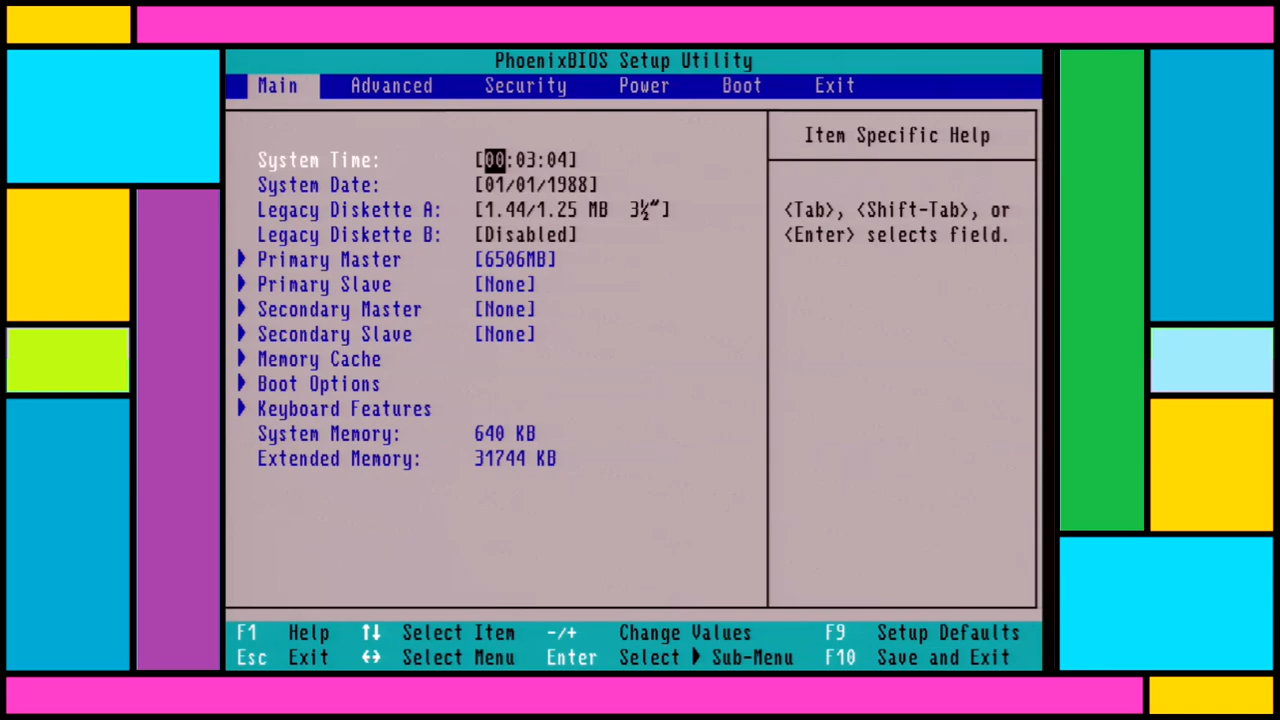 PhoenixBIOS Setup Utility
Main Advanced Security Power Boot Exit
Item Specific Help
System Time: [00:03:04]
System Date: [01/01/1988]
Legacy Diskette A: [1.44/1.25 MB 3½"]
<Tab>, <Shift-Tab>, or
Legacy Diskette B: [Disabled]
<Enter> selects field.
Primary Master [6506MB]
Primary Slave [None]
Secondary Master [None]
Secondary Slave [None]
Memory Cache
Boot Options
Keyboard Features
System Memory: 640 KB
Extended Memory: 31744 KB
F1 Help ↑↓ Select Item -/+ Change Values F9 Setup Defaults
Esc Exit ↔ Select Menu Enter Select ▶ Sub-Menu F10 Save and Exit